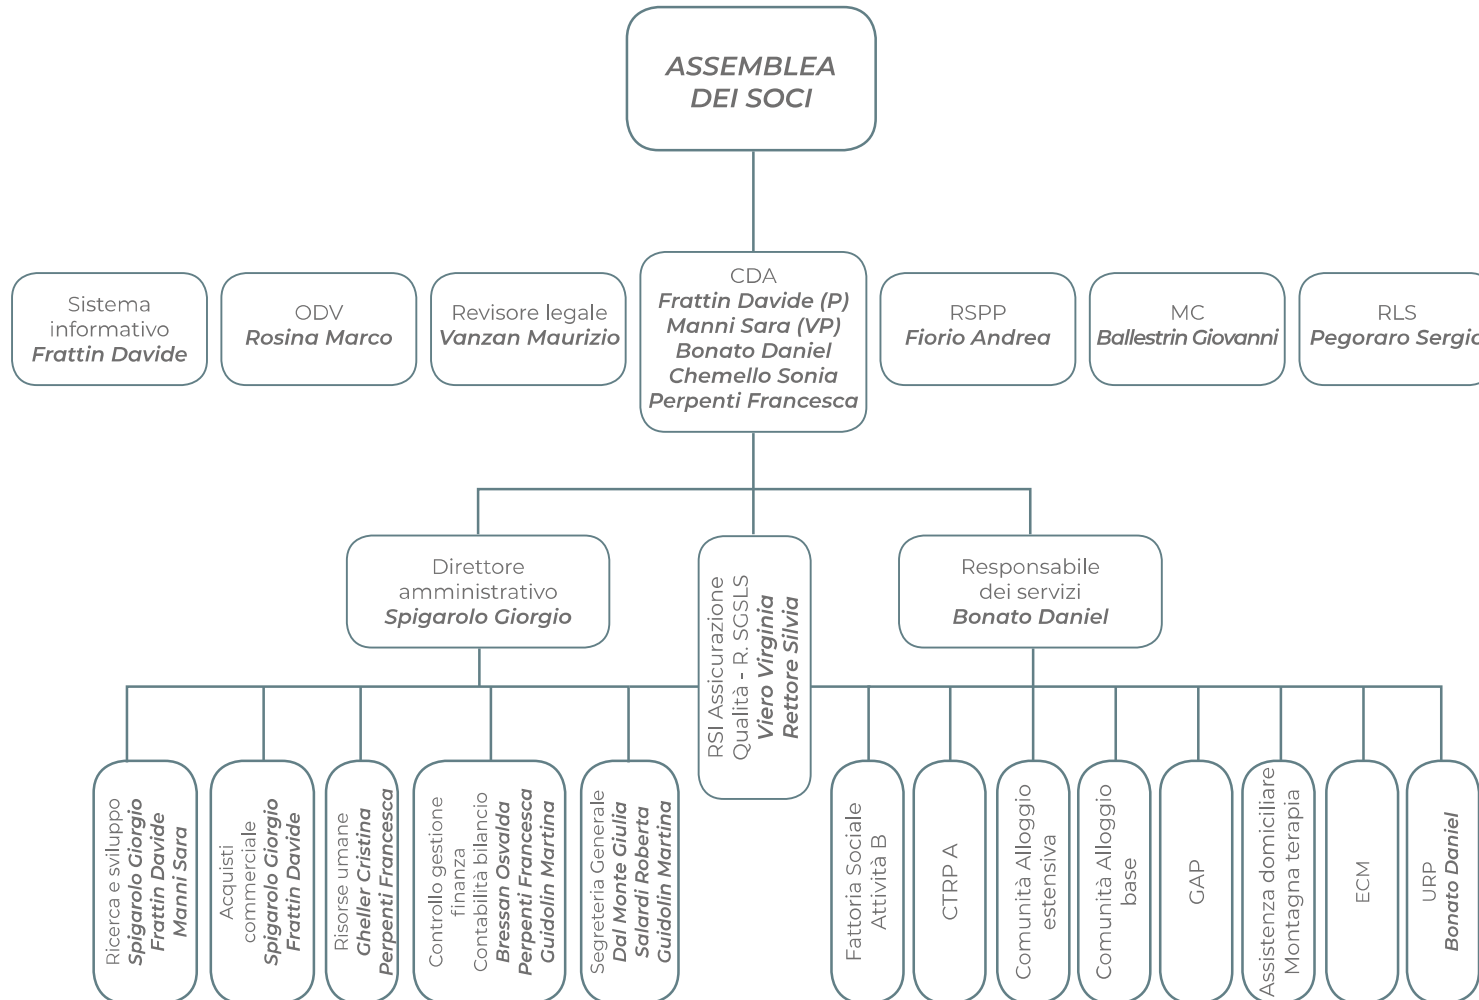 ASSEMBLEA
DEI SOCI
Sistema
informativo
Frattin Davide
ODV
Rosina Marco
Revisore legale
Vanzan Maurizio
CDA
Frattin Davide (P)
Manni Sara (VP)
Bonato Daniel
Chemello Sonia
Perpenti Francesca
RSPP
Fiorio Andrea
MC
Ballestrin Giovanni
RLS
Pegoraro Sergio
Direttore
amministrativo
Spigarolo Giorgio
RSI Assicurazione
Qualità - R. SGSLS
Viero Virginia
Rettore Silvia
Responsabile
dei servizi
Bonato Daniel
Ricerca e sviluppo
Spigarolo Giorgio
Frattin Davide
Manni Sara
Acquisti
commerciale
Spigarolo Giorgio
Frattin Davide
Risorse umane
Gheller Cristina
Perpenti Francesca
Controllo gestione
finanza
Contabilità bilancio
Bressan Osvalda
Perpenti Francesca
Guidolin Martina
Segreteria Generale
Dal Monte Giulia
Salardi Roberta
Guidolin Martina
Fattoria Sociale
Attività B
CTRP A
Comunità Alloggio
estensiva
Comunità Alloggio
base
GAP
Assistenza domiciliare
Montagna terapia
ECM
URP
Bonato Daniel